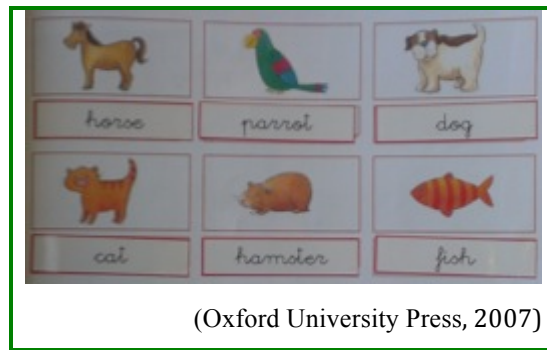 horse parrot dog
cat hamster fish
(Oxford University Press, 2007)